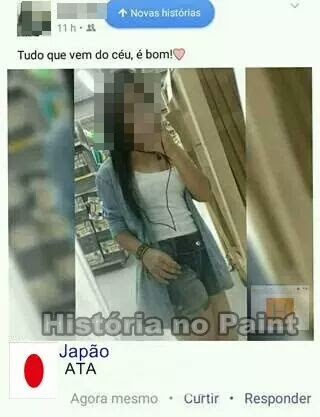 Novas histórias
11 h
Tudo que vem do céu, é bom!
História no Paint
Japão
ATA
Agora mesmo • Curtir • Responder